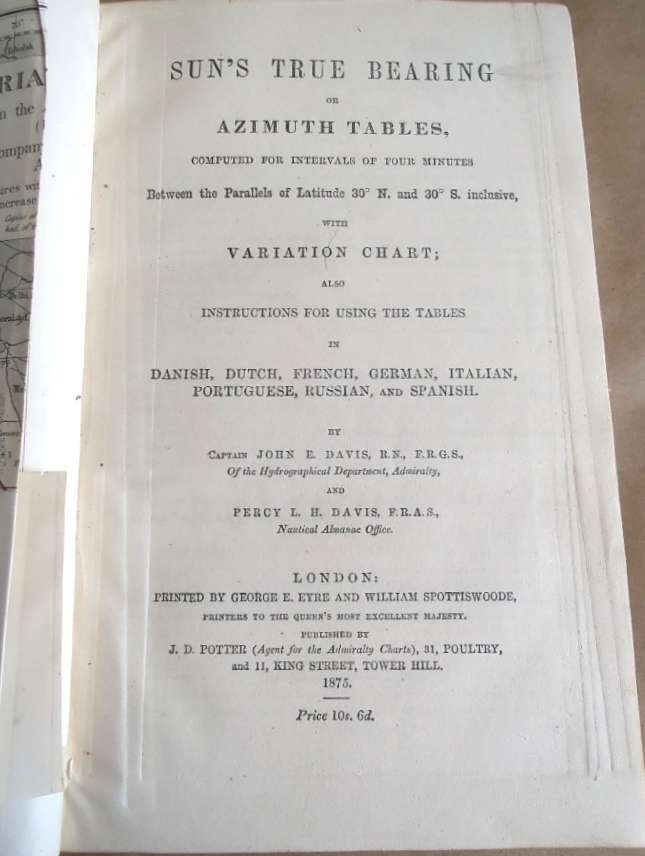 RIA
n the
ompan
SUN'S TRUE BEARING
OR
AZIMUTH TABLES,
COMPUTED FOR INTERVALS OF FOUR MINUTES
Between the Parallels of Latitude 30° N. and 30° S. inclusive,
WITH
VARIATION CHART;
ALSO
INSTRUCTIONS FOR USING THE TABLES
IN
DANISH, DUTCH, FRENCH, GERMAN, ITALIAN,
PORTUGUESE, RUSSIAN, AND SPANISH.
BY
CAPTAIN JOHN E. DAVIS, R.N., F.R.G.S.,
Of the Hydrographical Department, Admiralty,
AND
PERCY L. H. DAVIS, F.R.A.S.,
Nautical Almanac Office.
LONDON:
PRINTED BY GEORGE E. EYRE AND WILLIAM SPOTTISWOODE,
PRINTERS TO THE QUEEN'S MOST EXCELLENT MAJESTY.
PUBLISHED BY
J. D. POTTER (Agent for the Admiralty Charts), 31, POULTRY,
and 11, KING STREET, TOWER HILL.
1875.
Price 10s. 6d.